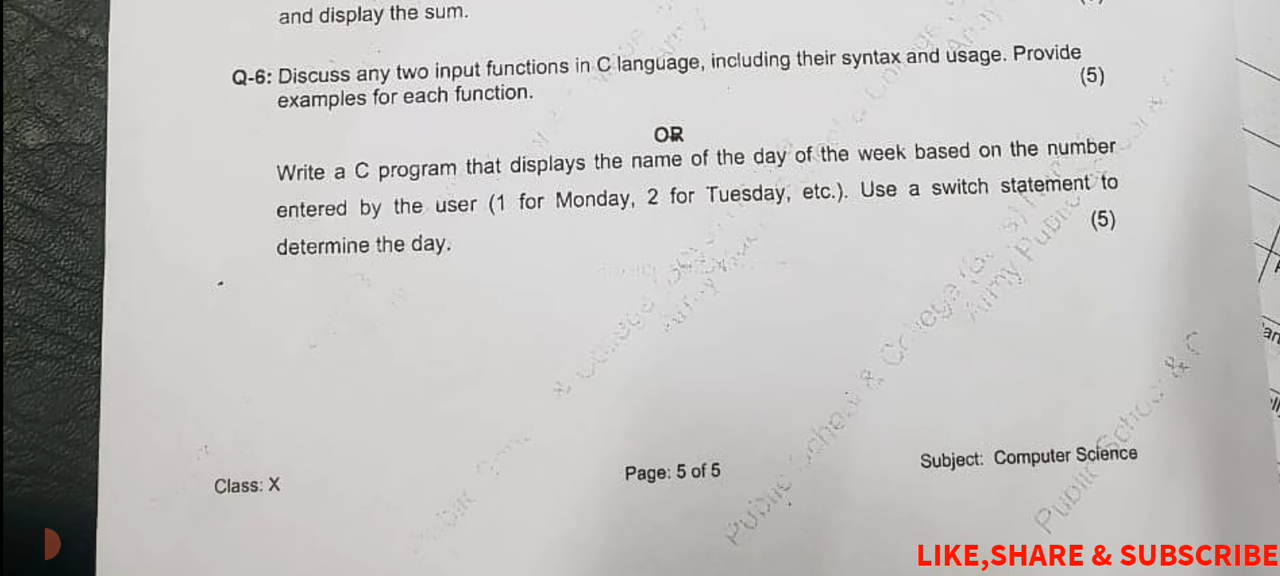 and display the sum.
Q-6: Discuss any two input functions in C language, including their syntax and usage. Provide
examples for each function.
(5)
OR
Write a C program that displays the name of the day of the week based on the number
entered by the user (1 for Monday, 2 for Tuesday, etc.). Use a switch statement to
determine the day.
(5)
Class: X
Page: 5 of 5
Subject: Computer Science
LIKE,SHARE & SUBSCRIBE